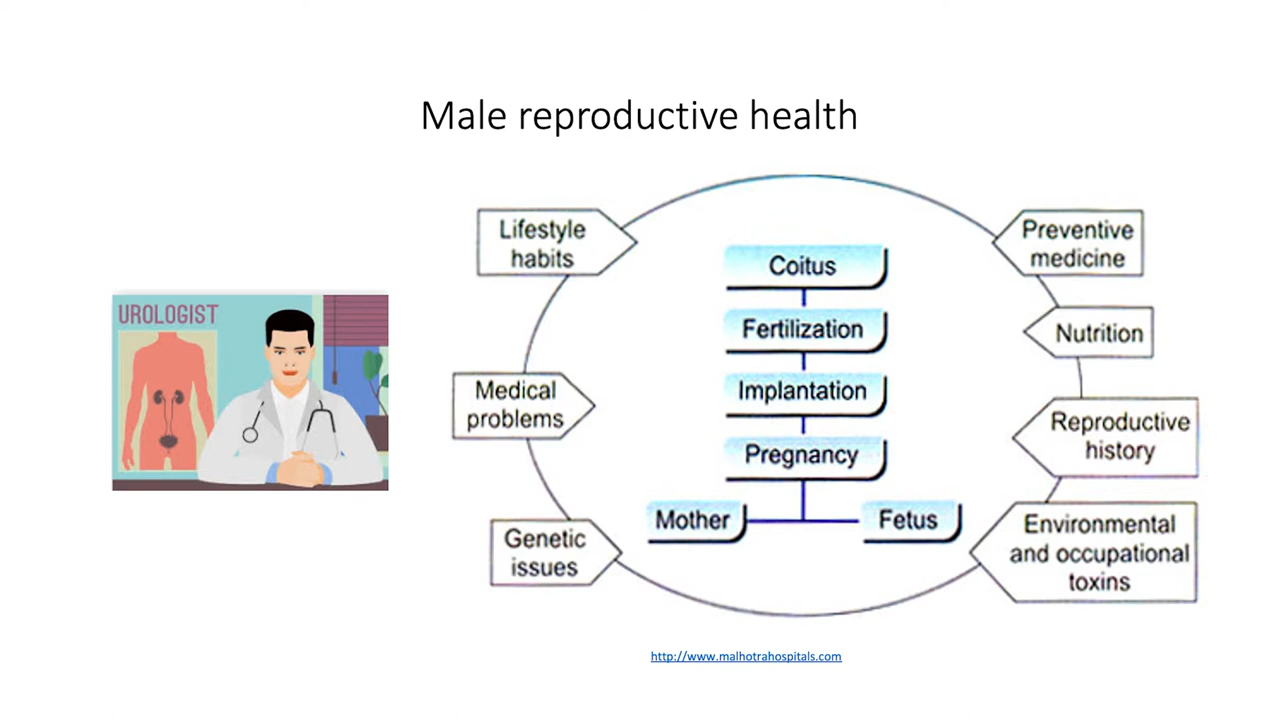 Male reproductive health
UROLOGIST
Lifestyle
habits
Medical
problems
Genetic
issues
Coitus
Fertilization
Implantation
Pregnancy
Mother
Fetus
Preventive
medicine
Nutrition
Reproductive
history
Environmental
and occupational
toxins
http://www.malhotrahospitals.com